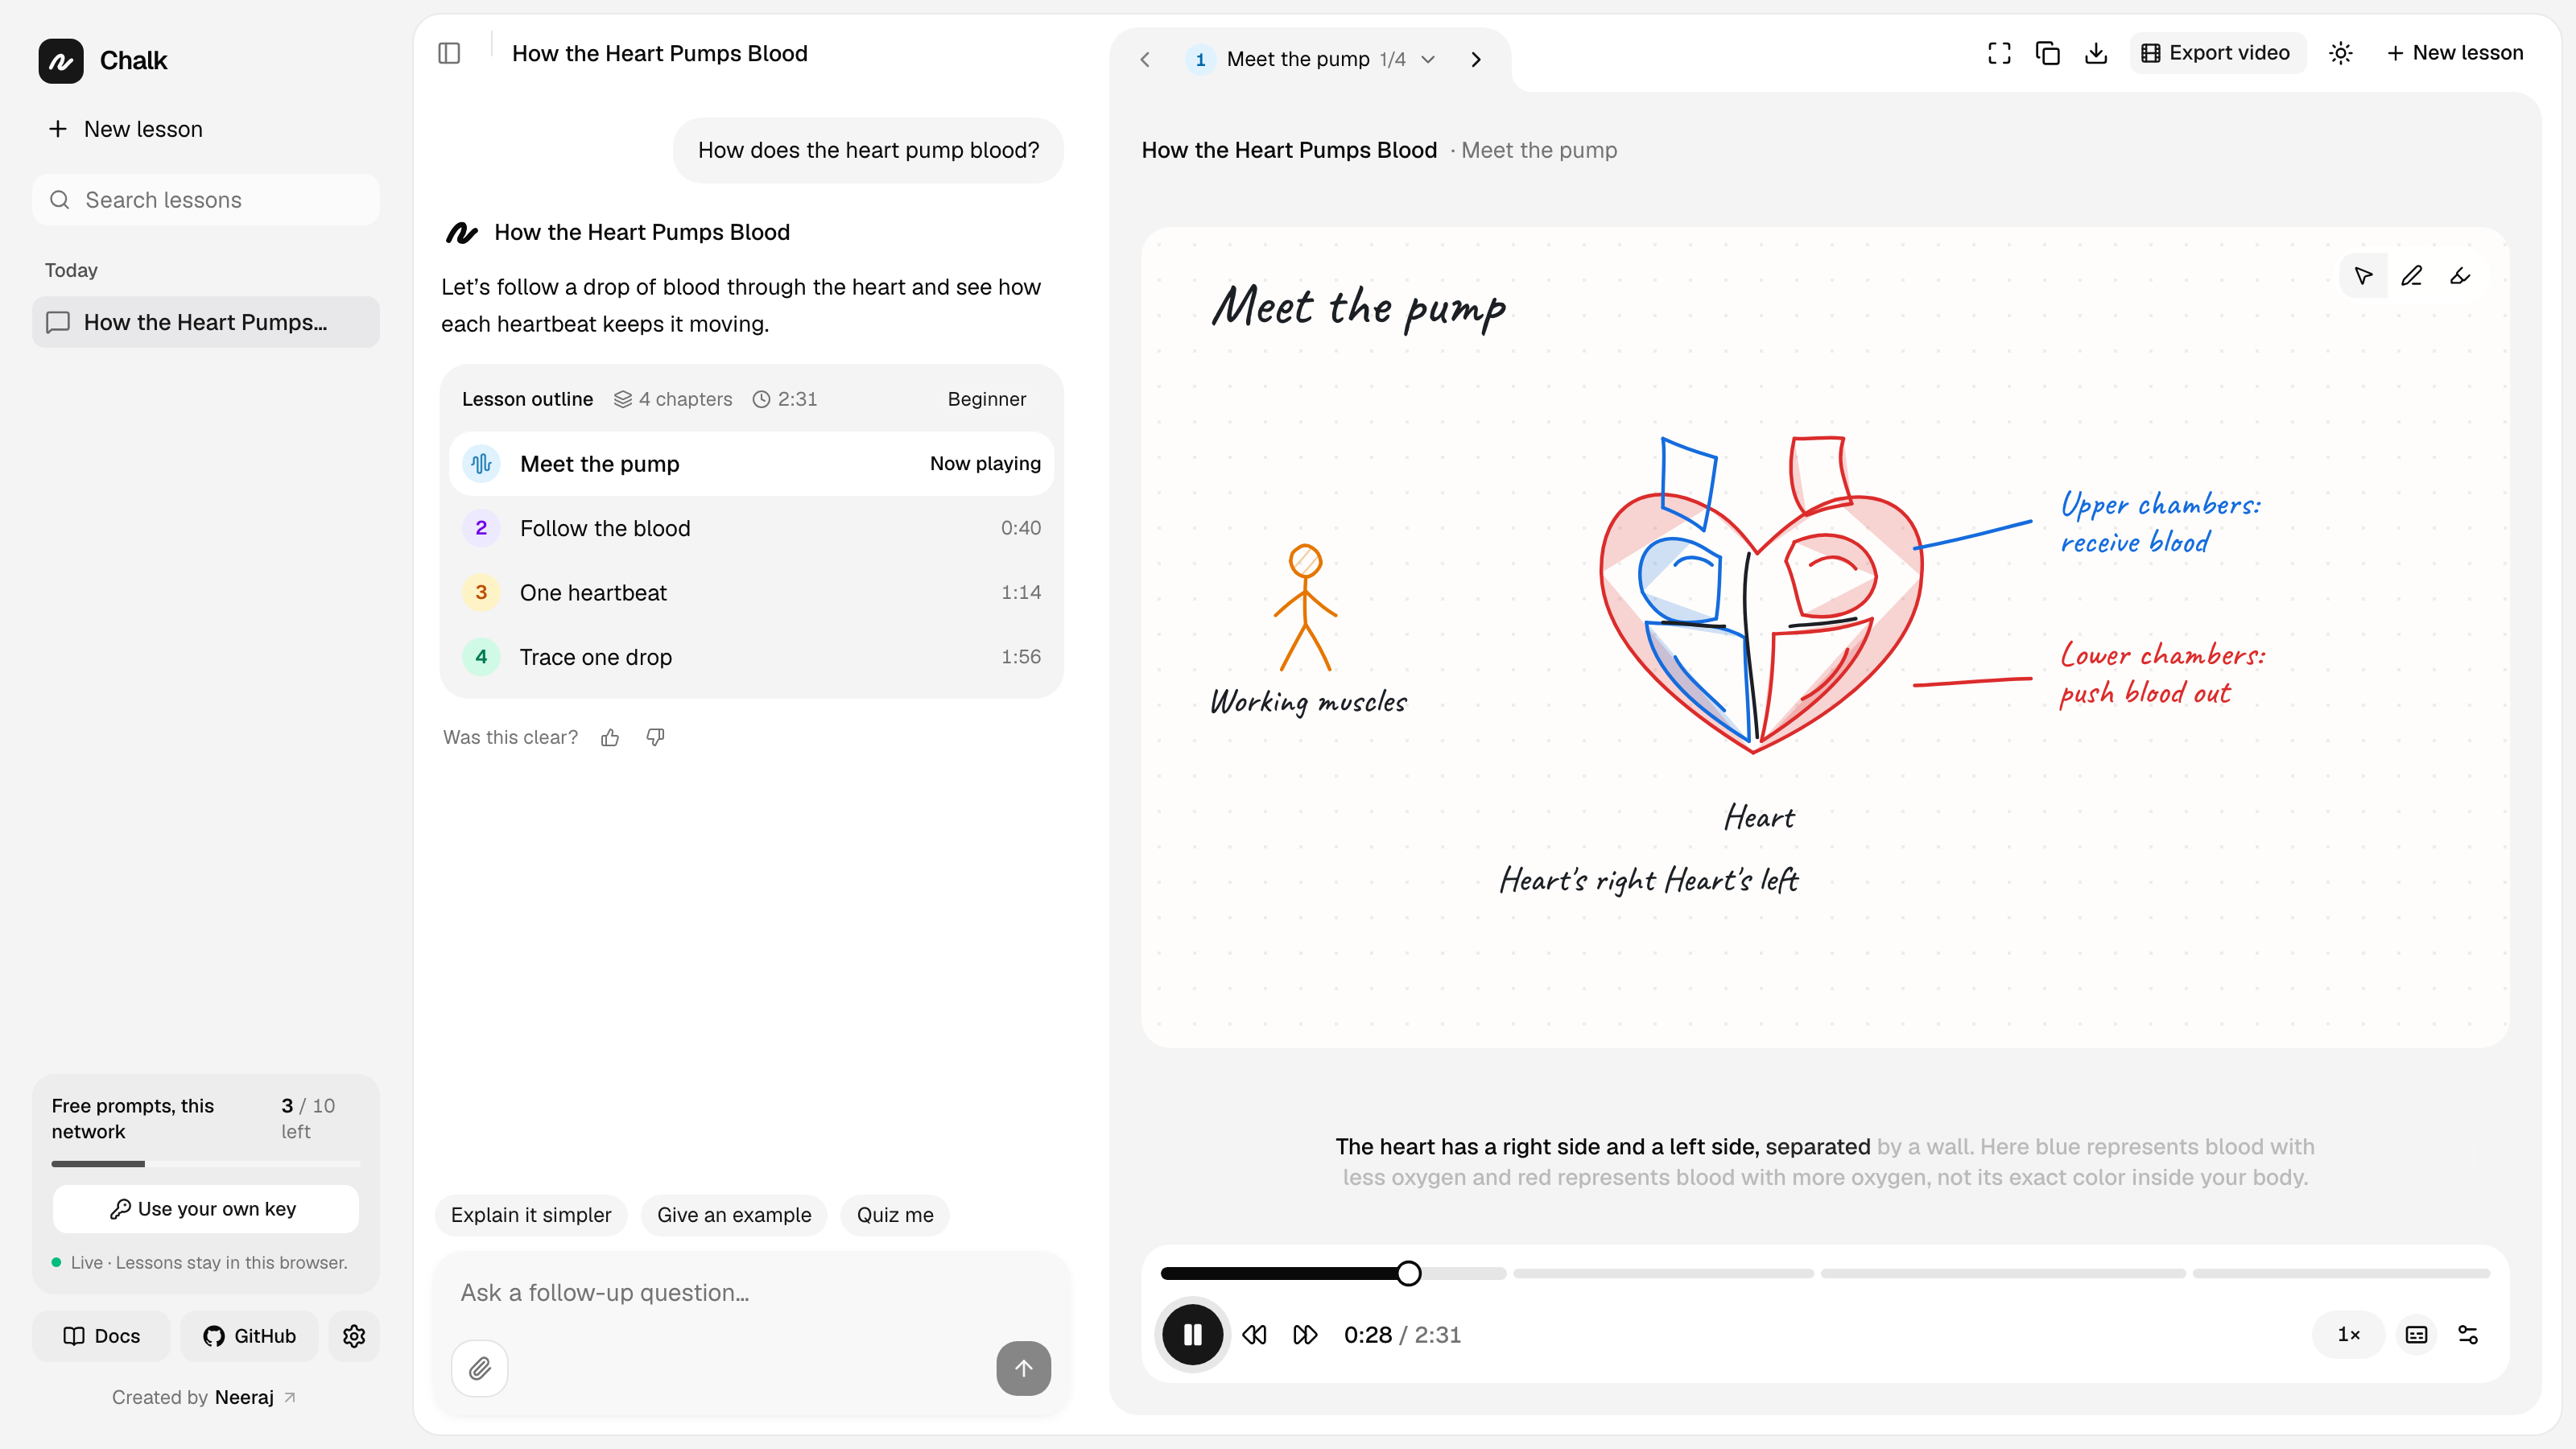 Chalk
New lesson
Search lessons
Today
How the Heart Pumps...
Free prompts, this network
3 / 10 left
Use your own key
Live · Lessons stay in this browser.
Docs
GitHub
Created by Neeraj
How the Heart Pumps Blood
How does the heart pump blood?
How the Heart Pumps Blood
Let’s follow a drop of blood through the heart and see how
each heartbeat keeps it moving.
Lesson outline 4 chapters 2:31 Beginner
Meet the pump Now playing
2 Follow the blood 0:40
3 One heartbeat 1:14
4 Trace one drop 1:56
Was this clear?
Explain it simpler Give an example Quiz me
Ask a follow-up question...
1 Meet the pump 1/4
Export video
New lesson
How the Heart Pumps Blood · Meet the pump
Meet the pump
Upper chambers:
receive blood
Lower chambers:
push blood out
Working muscles
Heart
Heart's right Heart's left
The heart has a right side and a left side, separated by a wall. Here blue represents blood with
less oxygen and red represents blood with more oxygen, not its exact color inside your body.
0:28 / 2:31
1×